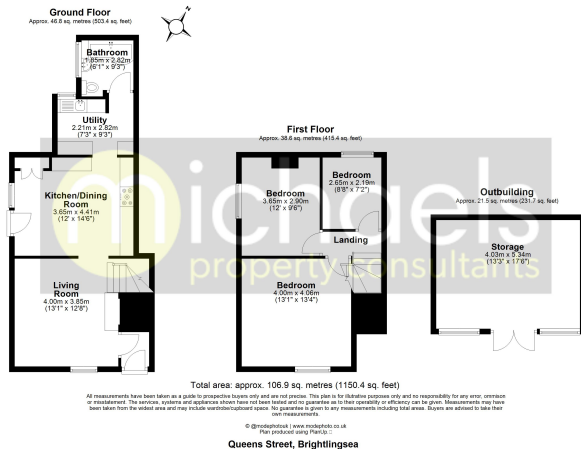 Ground Floor
Approx. 46.8 sq. metres (503.4 sq. feet)
N
Bathroom
1.85m x 2.82m
(6'1" x 9'3")
Utility
2.21m x 2.82m
(7'3" x 9'3")
Kitchen/Dining
Room
3.65m x 4.41m
(12' x 14'6")
Living
Room
4.00m x 3.85m
(13'1" x 12'8")
First Floor
Approx. 38.6 sq. metres (415.4 sq. feet)
Bedroom
3.65m x 2.90m
(12' x 9'6")
Bedroom
2.65m x 2.19m
(8'8" x 7'2")
Landing
Bedroom
4.00m x 4.06m
(13'1" x 13'4")
Outbuilding
Approx. 21.5 sq. metres (231.7 sq. feet)
Storage
4.03m x 5.34m
(13'3" x 17'6")
michaels
property consultants
Total area: approx. 106.9 sq. metres (1150.4 sq. feet)
All measurements have been taken as a guide to prospective buyers only and are not precise. This plan is for illustrative purposes only and no responsibility for any error, ommision
or misstatement. The services, systems and appliances shown have not been tested and no guarantee as to their operability or efficiency can be given. Measurements may have
been taken from the widest area and may include wardrobe/cupboard space. No guarantee is given to any measurements including total area. Buyers are advised to take their
own measurements.
© @modephotouk | www.modephoto.co.uk
Plan produced using PlanUp.
Queens Street, Brightlingsea